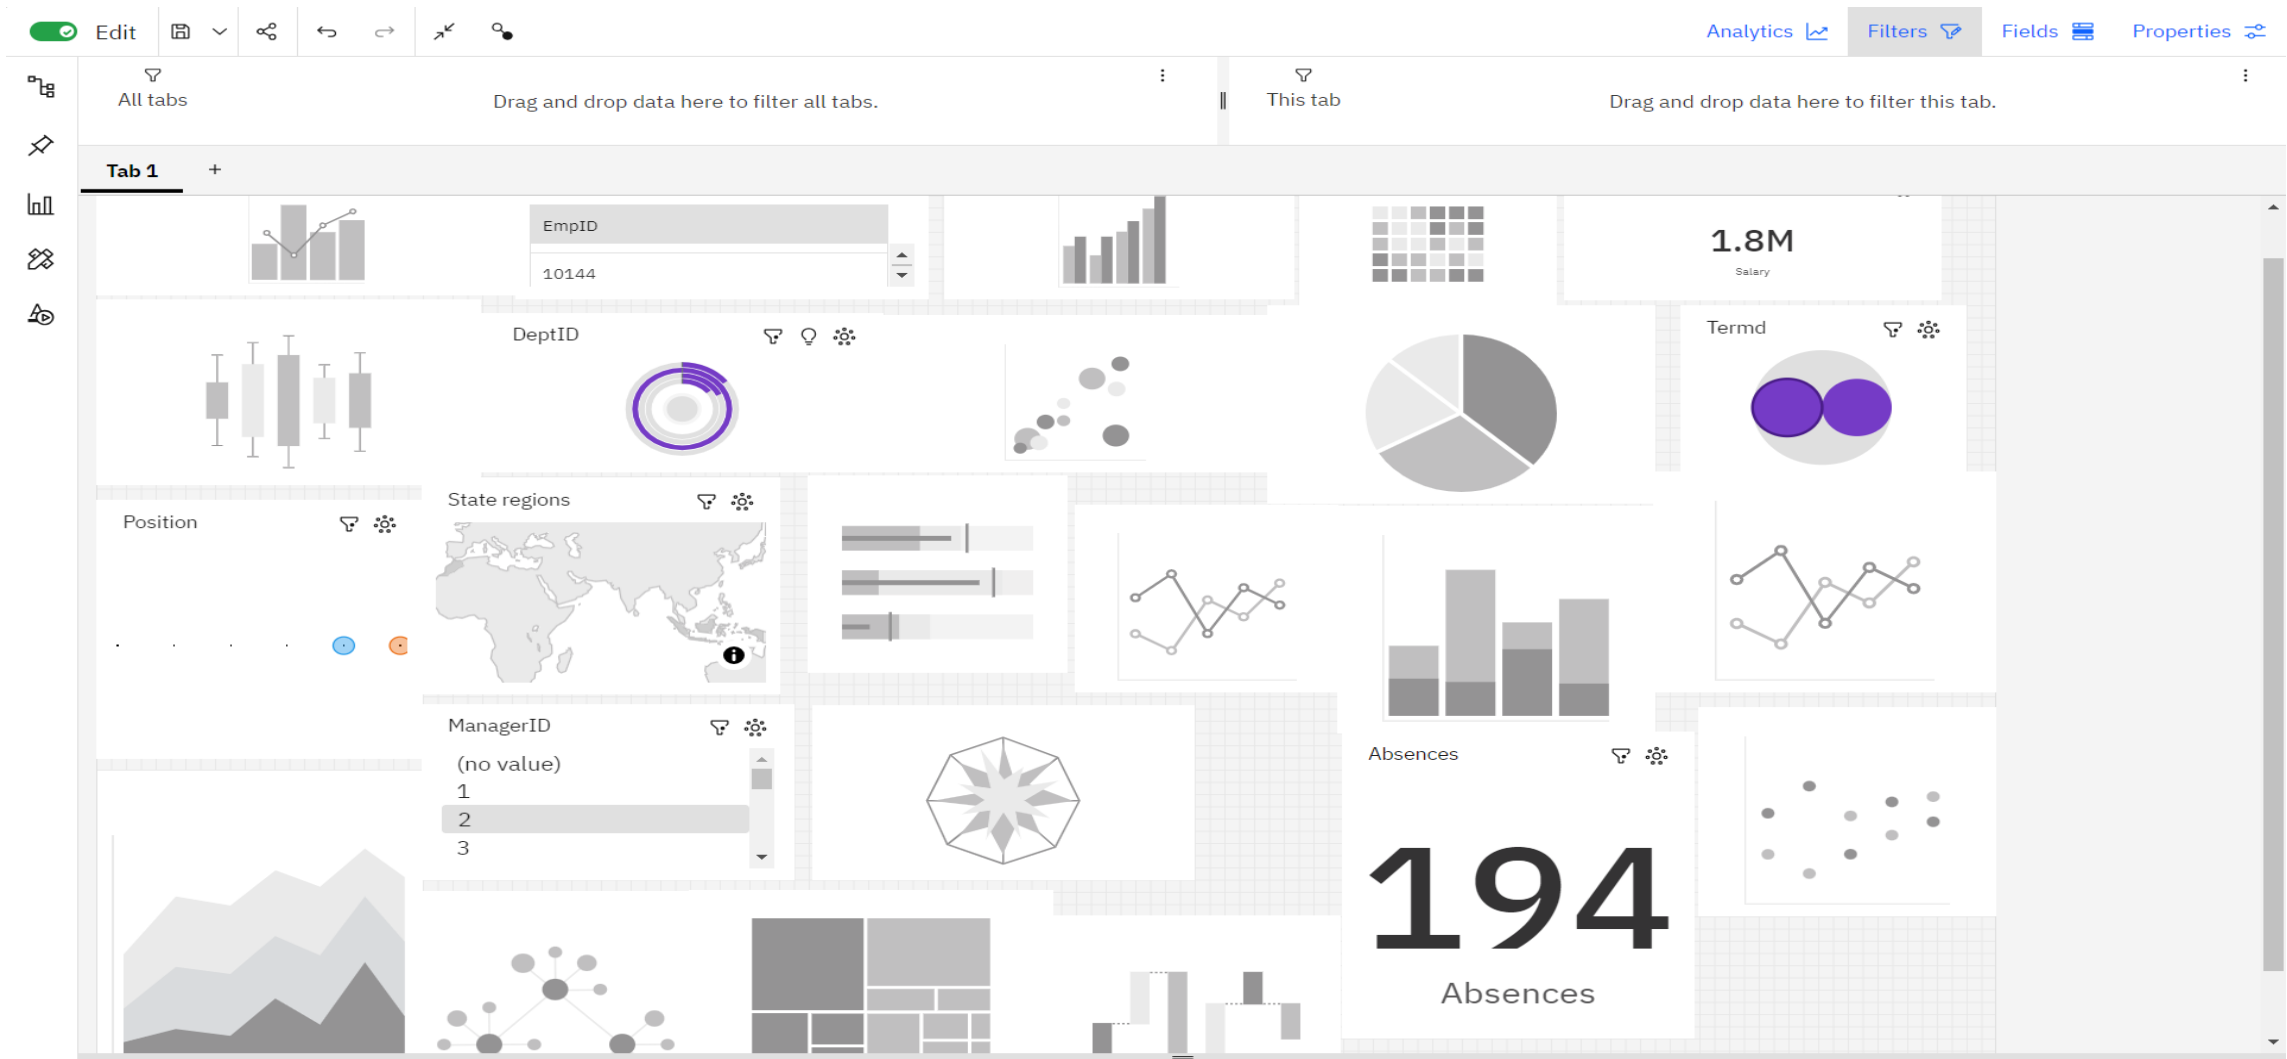 Edit
Analytics
Filters
Fields
Properties
All tabs
Drag and drop data here to filter all tabs.
This tab
Drag and drop data here to filter this tab.
Tab 1
+
EmpID
10144
1.8M
Salary
DeptID
Termd
Position
State regions
ManagerID
(no value)
1
2
3
Absences
194
Absences